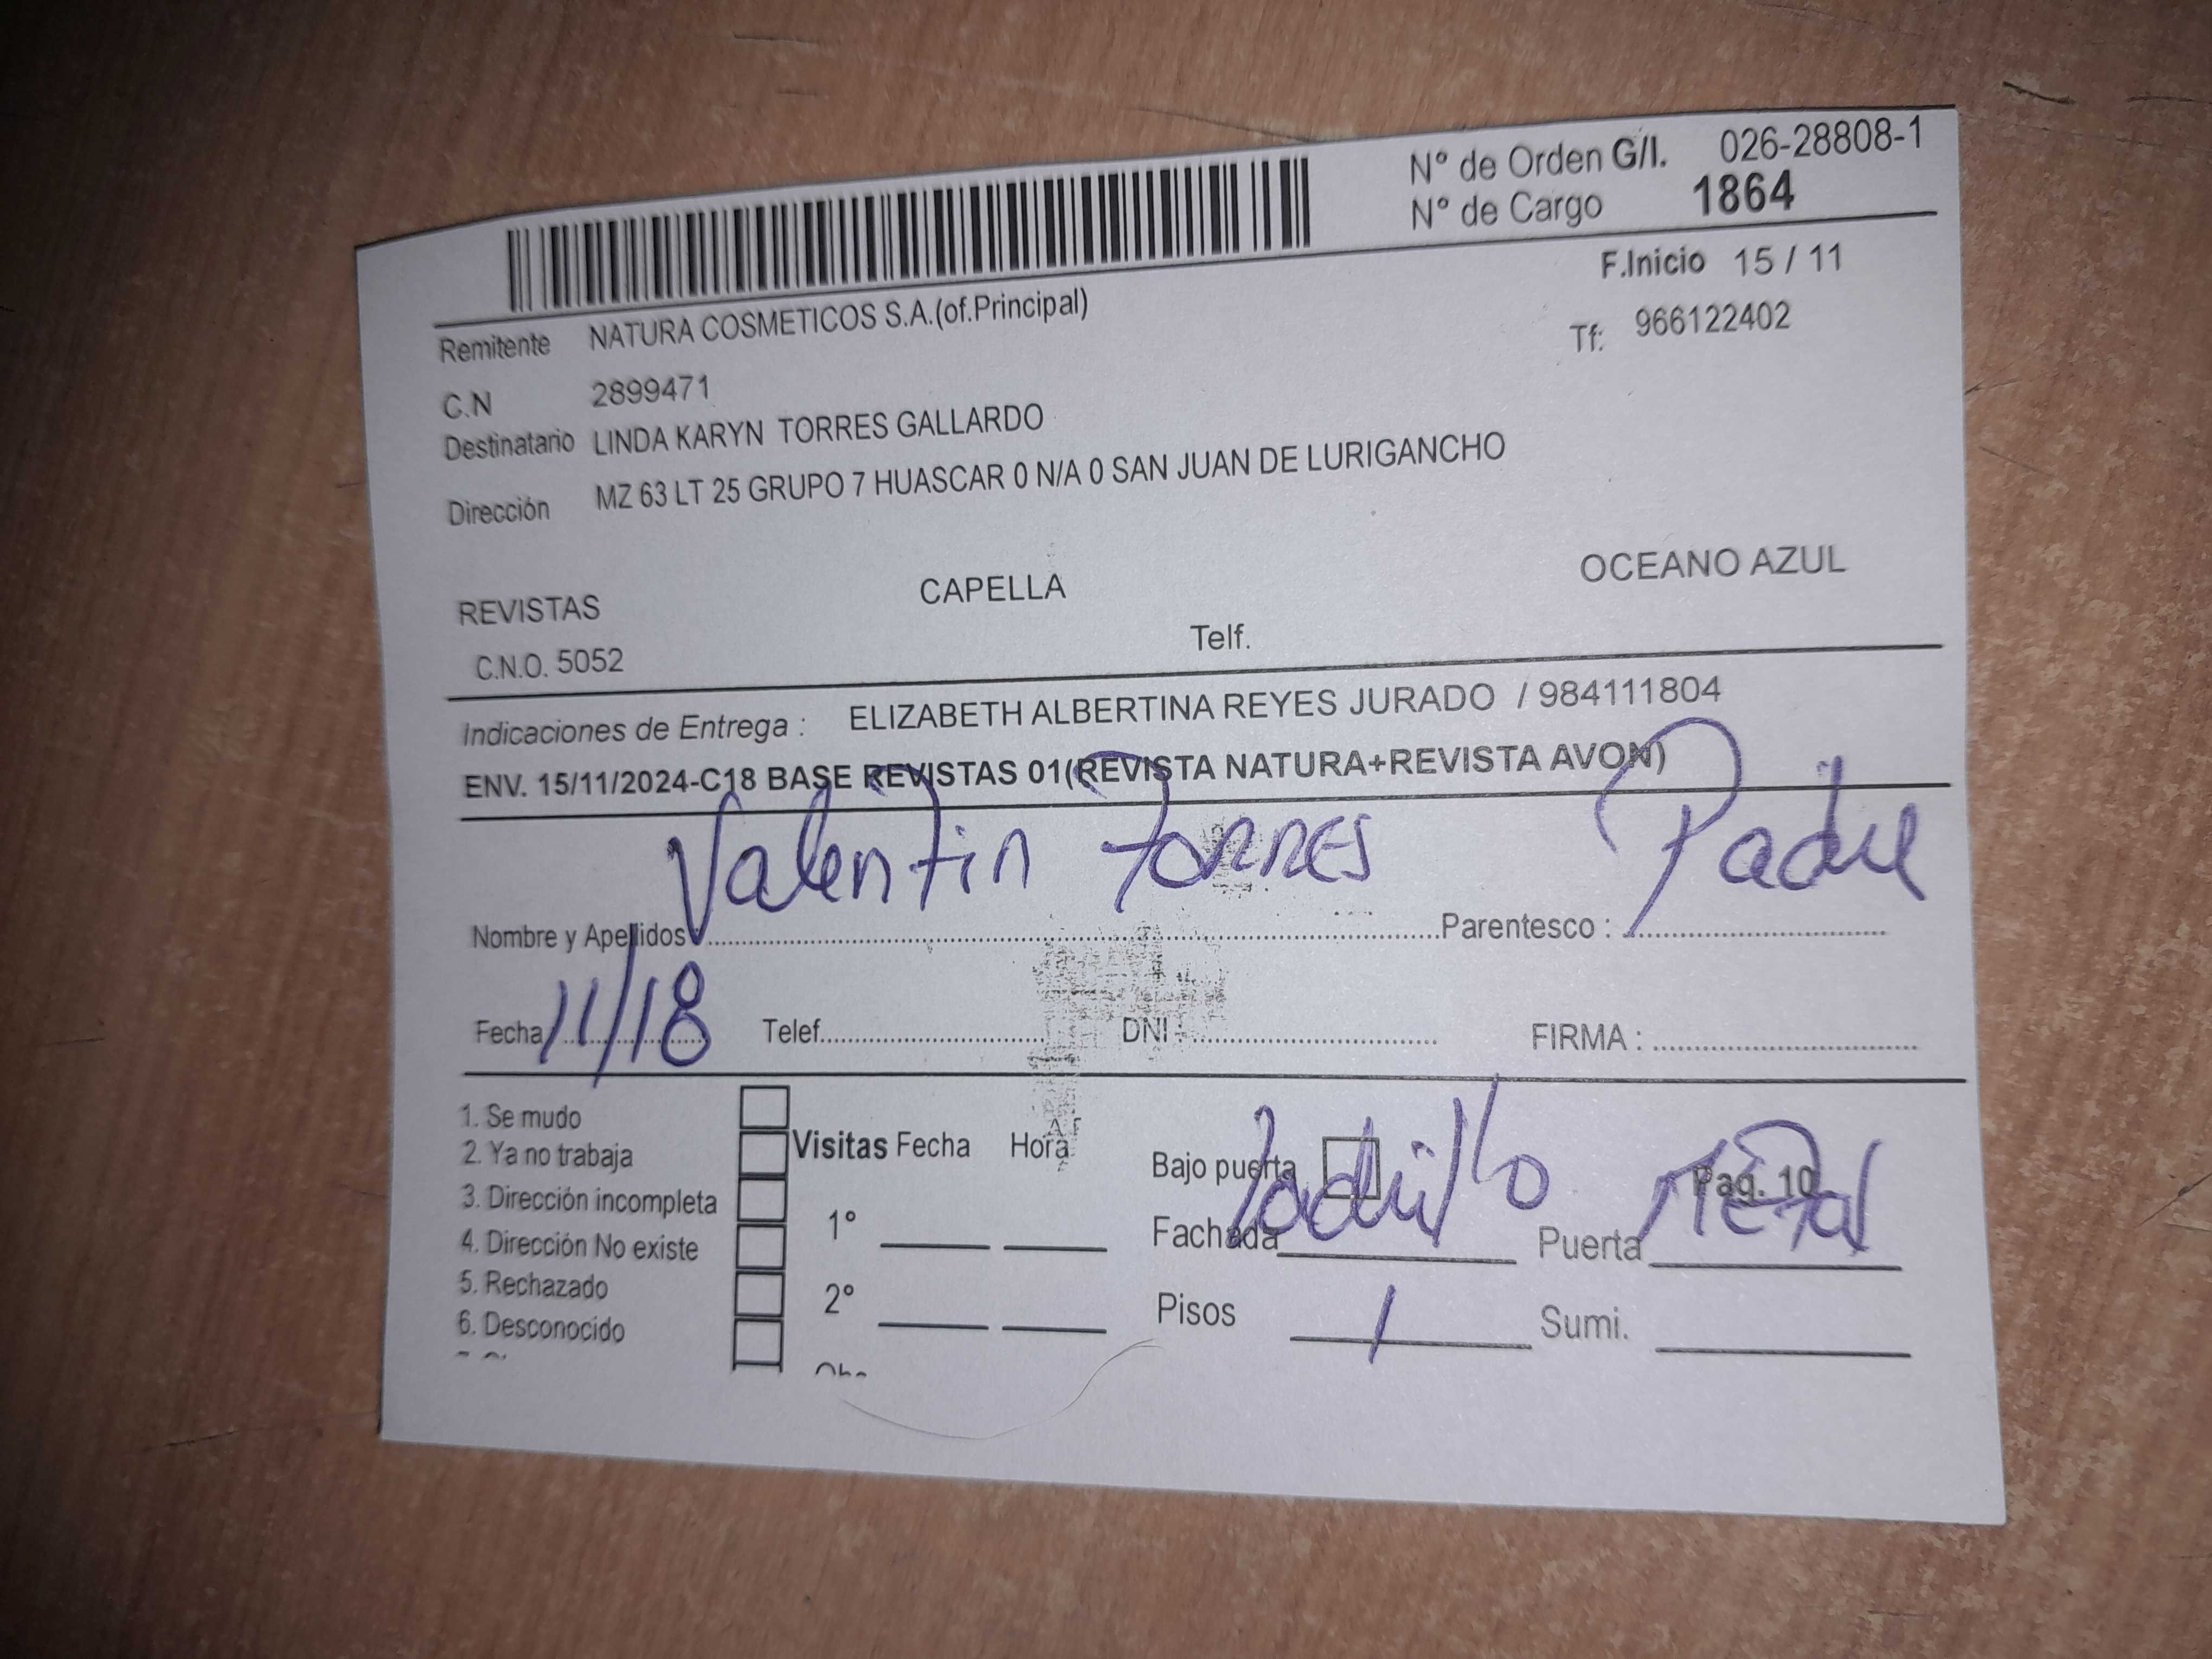 Nº de Orden G/I. 026-28808-1
Nº de Cargo 1864
F.Inicio 15 / 11
Remitente NATURA COSMETICOS S.A.(of.Principal)
Tf: 966122402
C.N 2899471
Destinatario LINDA KARYN TORRES GALLARDO
Dirección MZ 63 LT 25 GRUPO 7 HUASCAR 0 N/A 0 SAN JUAN DE LURIGANCHO
REVISTAS CAPELLA OCEANO AZUL
C.N.O. 5052 Telf.
Indicaciones de Entrega : ELIZABETH ALBERTINA REYES JURADO / 984111804
ENV. 15/11/2024-C18 BASE REVISTAS 01(REVISTA NATURA+REVISTA AVON)
Valentin Torres Padre
Nombre y Apellidos Parentesco :
Fecha 11/18 Telef. DNI : FIRMA :
1. Se mudo
2. Ya no trabaja
3. Dirección incompleta
4. Dirección No existe
5. Rechazado
6. Desconocido
Visitas Fecha Hora
1º
2º
Bajo puerta Pag. 10
Fachada Ladrillo Puerta Metal
Pisos 1 Sumi.